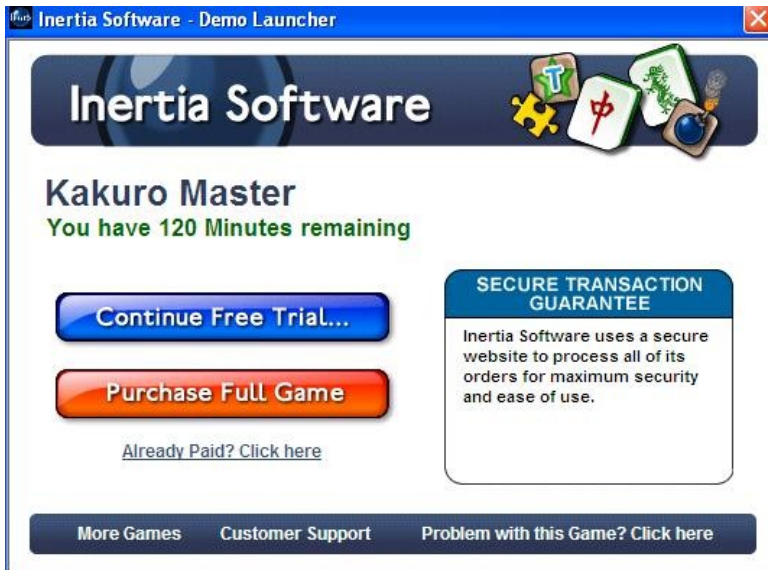 Inertia Software - Demo Launcher
Inertia Software
T
中
Kakuro Master
You have 120 Minutes remaining
Continue Free Trial...
Purchase Full Game
Already Paid? Click here
SECURE TRANSACTION
GUARANTEE
Inertia Software uses a secure
website to process all of its
orders for maximum security
and ease of use.
More Games
Customer Support
Problem with this Game? Click here